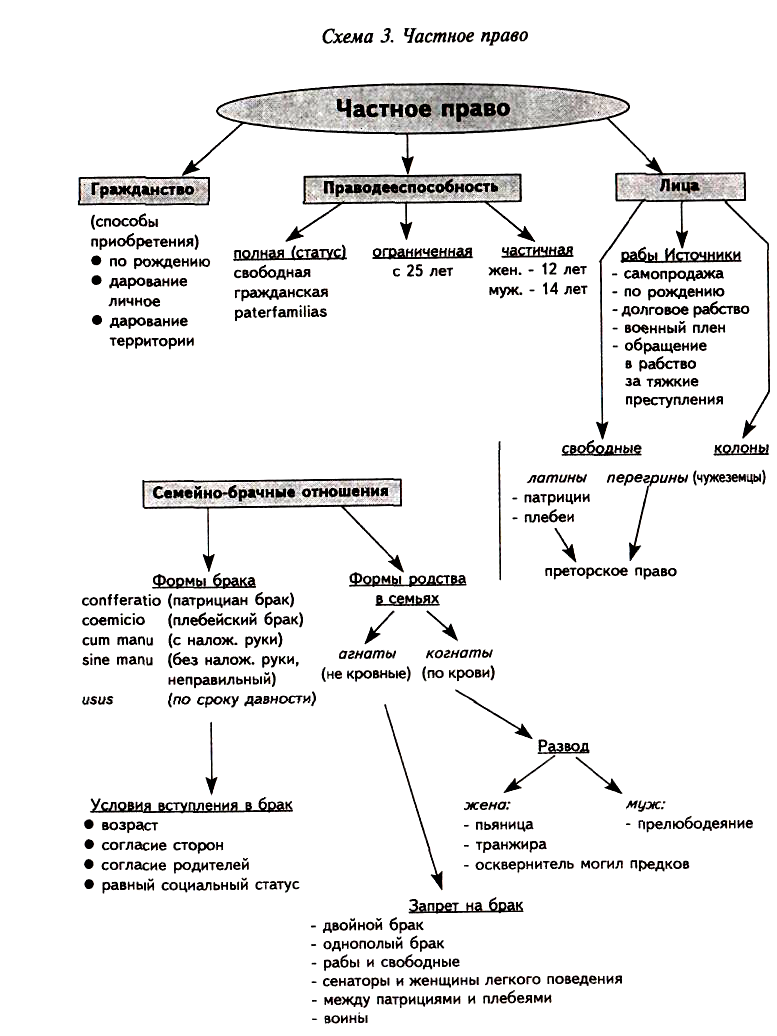 Схема 3. Частное право
Частное право
Гражданство
(способы
приобретения)
● по рождению
● дарование
личное
● дарование
территории
Праводееспособность
полная (статус)
свободная
гражданская
paterfamilias
ограниченная
с 25 лет
частичная
жен. - 12 лет
муж. - 14 лет
Лица
рабы Источники
- самопродажа
- по рождению
- долговое рабство
- военный плен
- обращение
в рабство
за тяжкие
преступления
свободные
колоны
латины
- патриции
- плебеи
перегрины (чужеземцы)
преторское право
Семейно-брачные отношения
Формы брака
confferatio (патрициан брак)
coemicio (плебейский брак)
cum manu (с налож. руки)
sine manu (без налож. руки,
неправильный)
usus (по сроку давности)
Условия вступления в брак
● возраст
● согласие сторон
● согласие родителей
● равный социальный статус
Формы родства
в семьях
агнаты
(не кровные)
когнаты
(по крови)
Развод
жена:
- пьяница
- транжира
- осквернитель могил предков
муж:
- прелюбодеяние
Запрет на брак
- двойной брак
- однополый брак
- рабы и свободные
- сенаторы и женщины легкого поведения
- между патрициями и плебеями
- воины